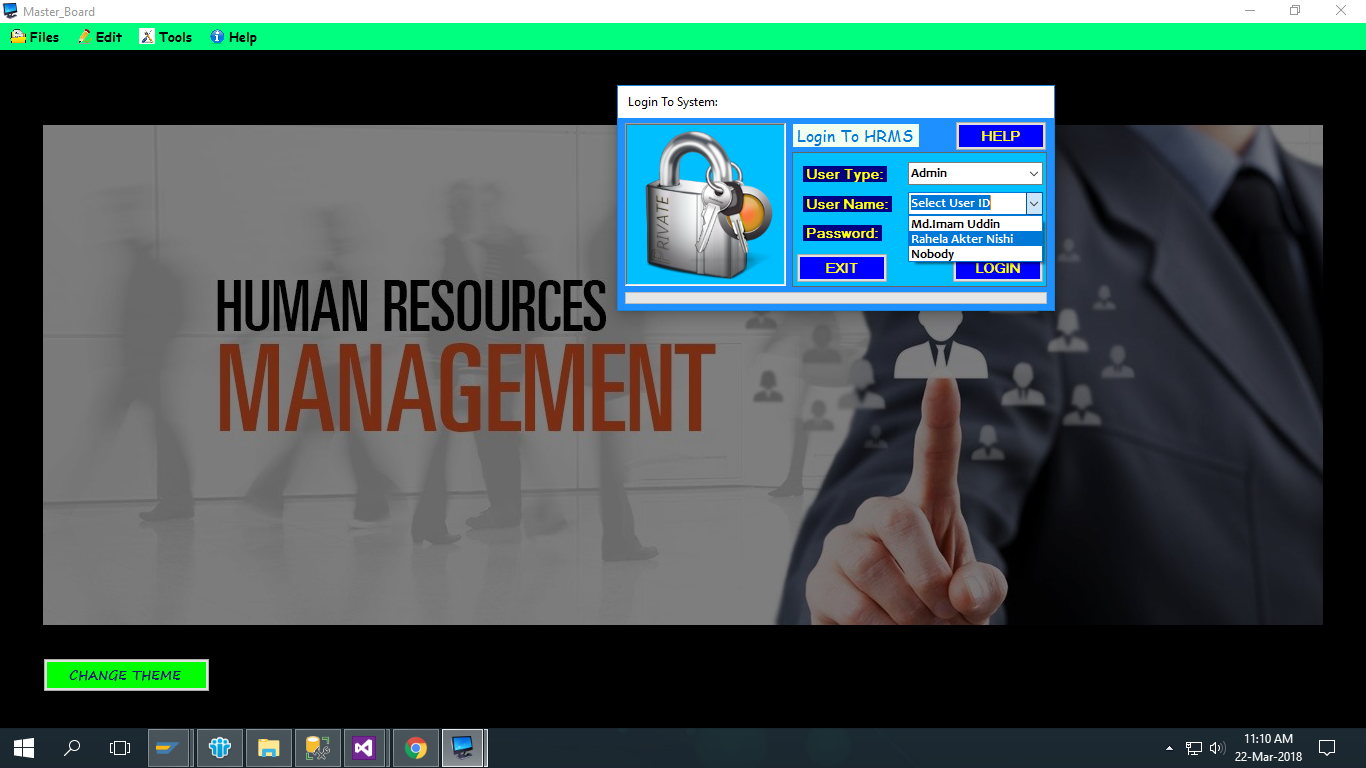 Master_Board
Files Edit Tools Help
Login To System:
Login To HRMS
HELP
User Type:
Admin
User Name:
Select User ID
Md.Imam Uddin
Rahela Akter Nishi
Nobody
Password:
EXIT
LOGIN
PRIVATE
HUMAN RESOURCES
MANAGEMENT
CHANGE THEME
11:10 AM
22-Mar-2018